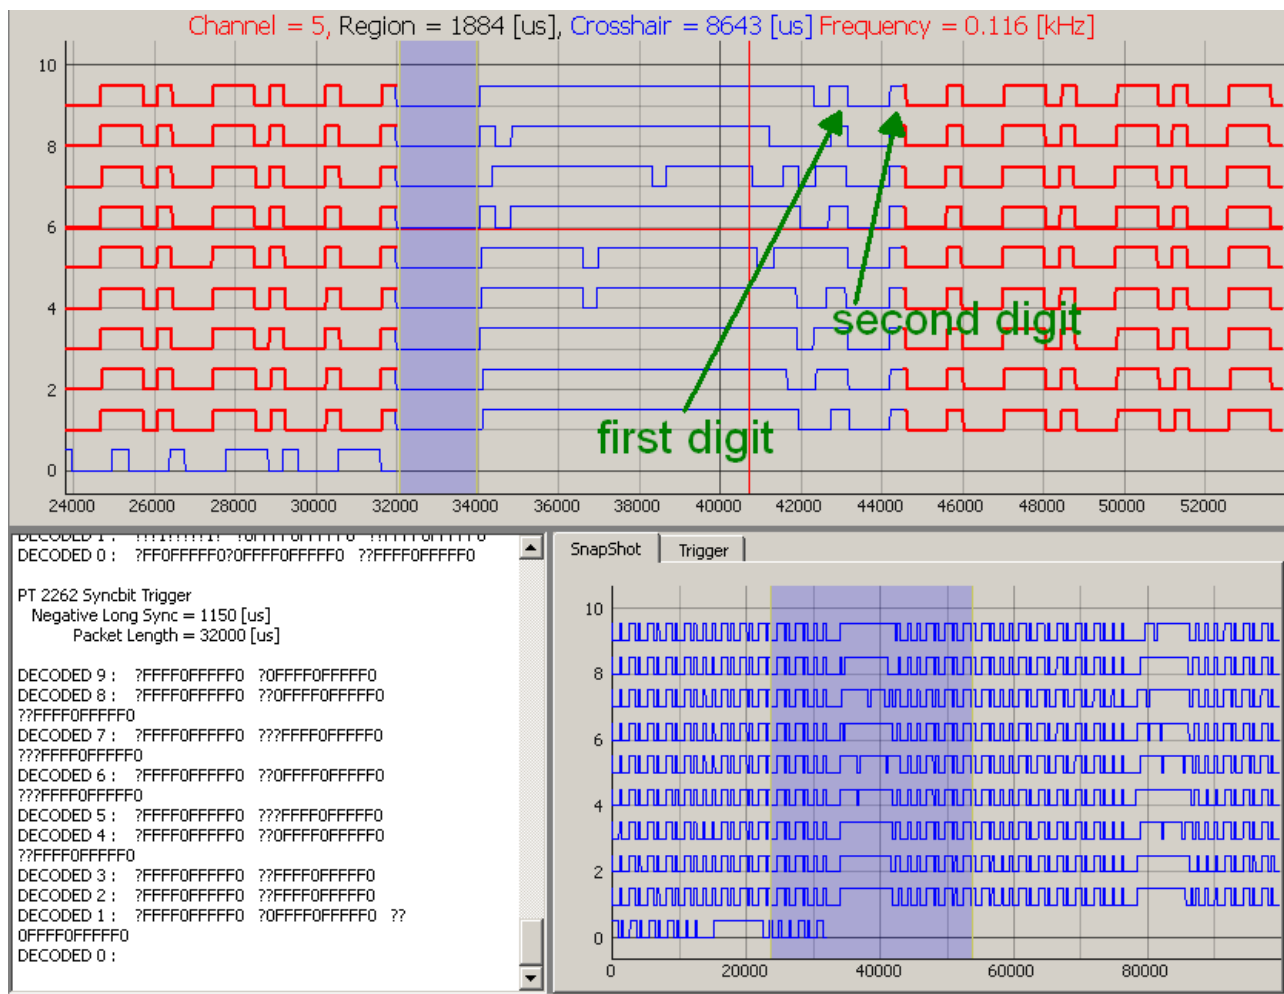 Channel = 5, Region = 1884 [us], Crosshair = 8643 [us] Frequency = 0.116 [kHz]
10
8
6
4
2
0
second digit
first digit
24000 26000 28000 30000 32000 34000 36000 38000 40000 42000 44000 46000 48000 50000 52000
DECODED 0 : ?FF0FFFFF0?0FFFF0FFFFF0 ??FFFF0FFFFF0
PT 2262 Syncbit Trigger
Negative Long Sync = 1150 [us]
Packet Length = 32000 [us]
DECODED 9 : ?FFFF0FFFFF0 ?0FFFF0FFFFF0
DECODED 8 : ?FFFF0FFFFF0 ??0FFFF0FFFFF0
??FFFF0FFFFF0
DECODED 7 : ?FFFF0FFFFF0 ???FFFF0FFFFF0
???FFFF0FFFFF0
DECODED 6 : ?FFFF0FFFFF0 ??0FFFF0FFFFF0
???FFFF0FFFFF0
DECODED 5 : ?FFFF0FFFFF0 ???FFFF0FFFFF0
DECODED 4 : ?FFFF0FFFFF0 ??0FFFF0FFFFF0
??FFFF0FFFFF0
DECODED 3 : ?FFFF0FFFFF0 ??FFFF0FFFFF0
DECODED 2 : ?FFFF0FFFFF0 ??FFFF0FFFFF0
DECODED 1 : ?FFFF0FFFFF0 ?0FFFF0FFFFF0 ??
0FFFF0FFFFF0
DECODED 0 :
SnapShot Trigger
10
8
6
4
2
0
0 20000 40000 60000 80000